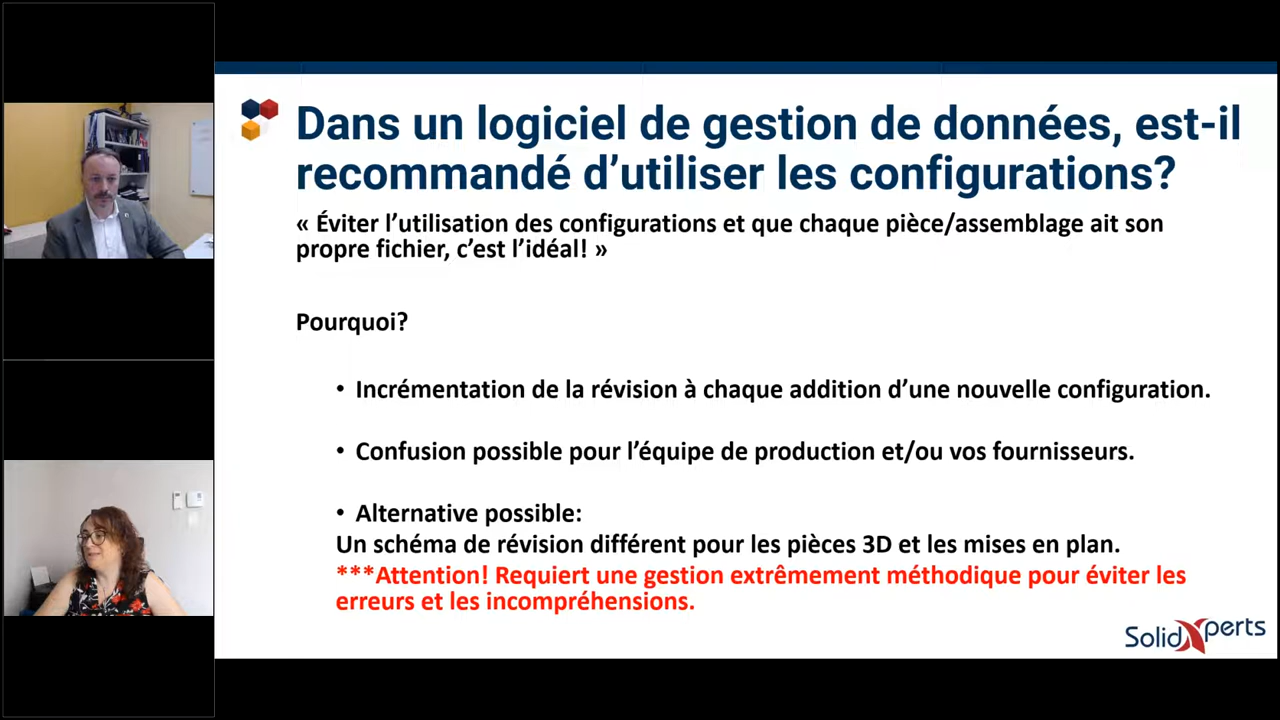 Dans un logiciel de gestion de données, est-il
recommandé d’utiliser les configurations?
« Éviter l’utilisation des configurations et que chaque pièce/assemblage ait son
propre fichier, c’est l’idéal! »
Pourquoi?
• Incrémentation de la révision à chaque addition d’une nouvelle configuration.
• Confusion possible pour l’équipe de production et/ou vos fournisseurs.
• Alternative possible:
Un schéma de révision différent pour les pièces 3D et les mises en plan.
***Attention! Requiert une gestion extrêmement méthodique pour éviter les
erreurs et les incompréhensions.
SolidXperts